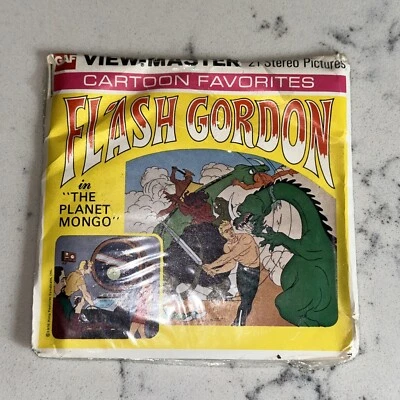 GAF VIEW-MASTER 21 Stereo Pictures
CARTOON FAVORITES
FLASH GORDON
in
"THE
PLANET
MONGO"